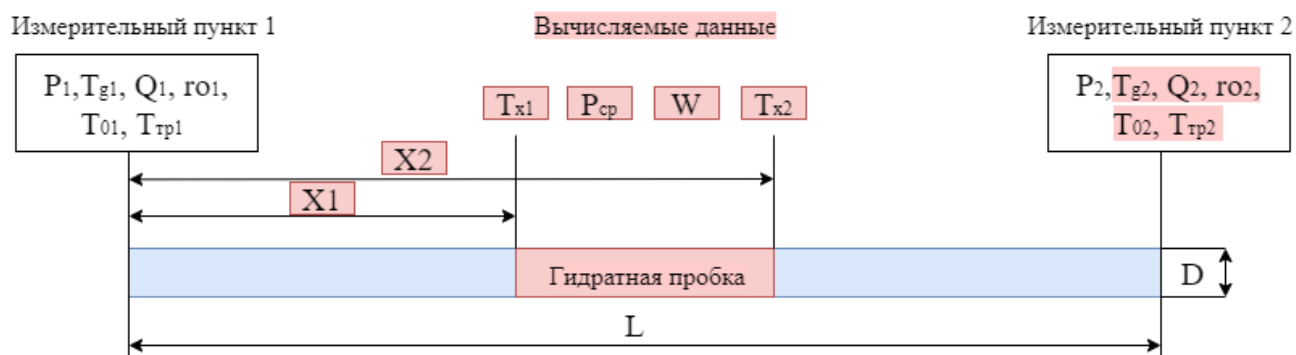 Измерительный пункт 1
Вычисляемые данные
Измерительный пункт 2
P1,Tg1, Q1, ro1,
T01, Tтр1
Tx1 Pср W Tx2
P2,Tg2, Q2, ro2,
T02, Tтр2
X2
X1
Гидратная пробка
D
L